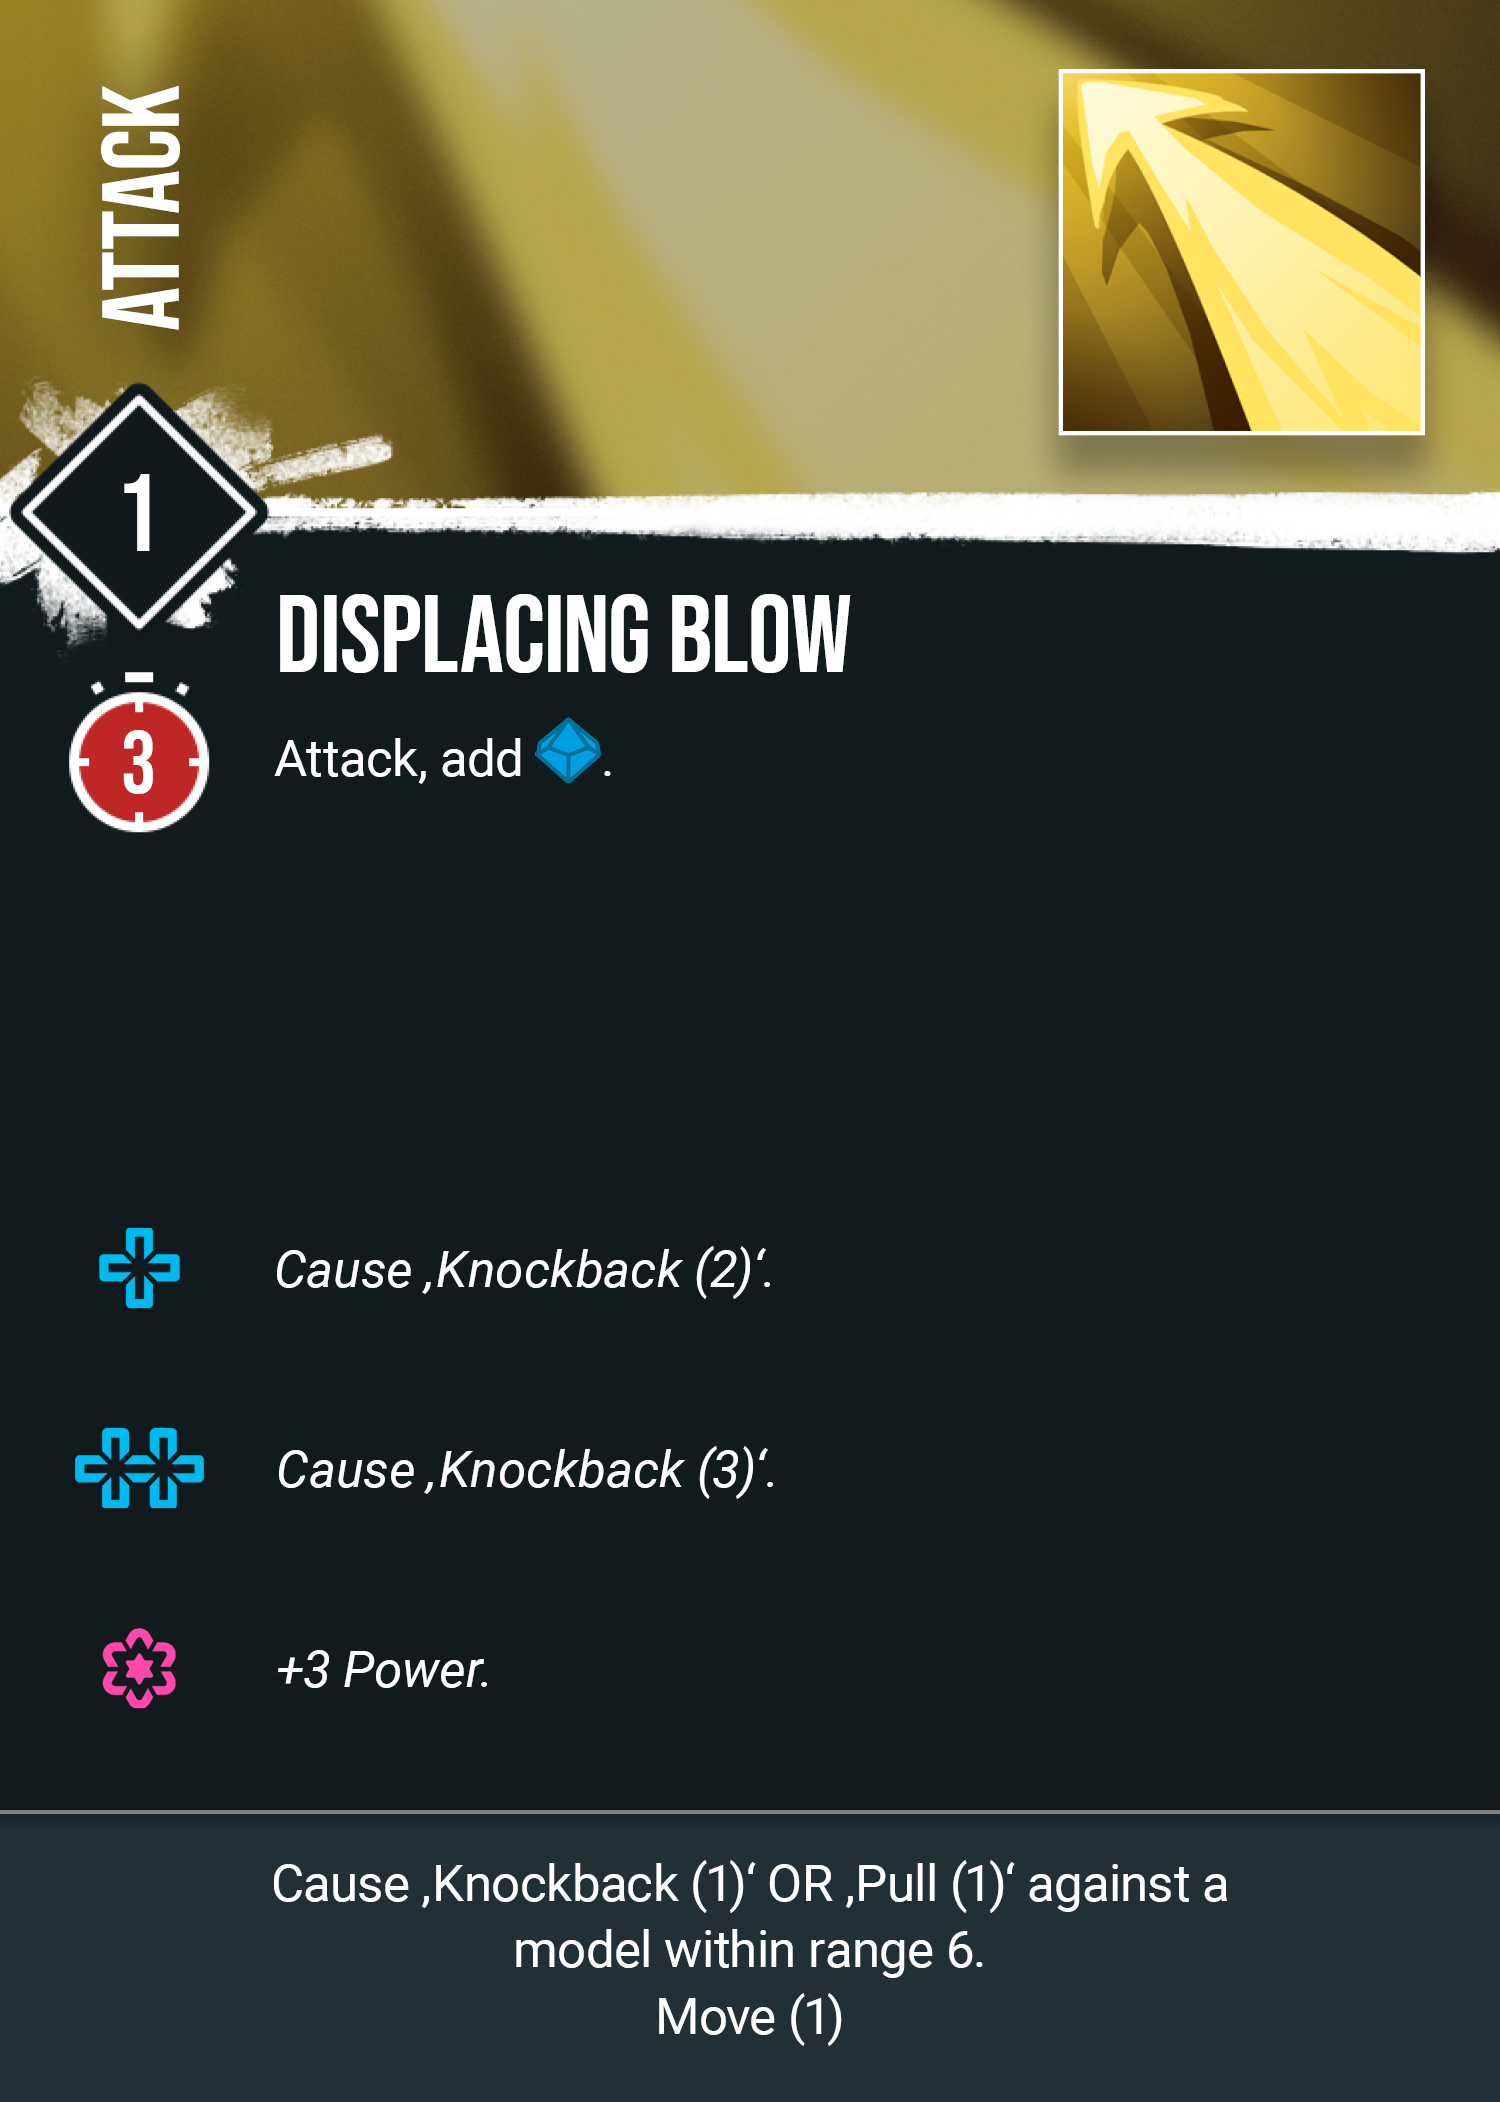 ATTACK
1
DISPLACING BLOW
3
Attack, add .
Cause ‚Knockback (2)‘.
Cause ‚Knockback (3)‘.
+3 Power.
Cause ‚Knockback (1)‘ OR ‚Pull (1)‘ against a
model within range 6.
Move (1)